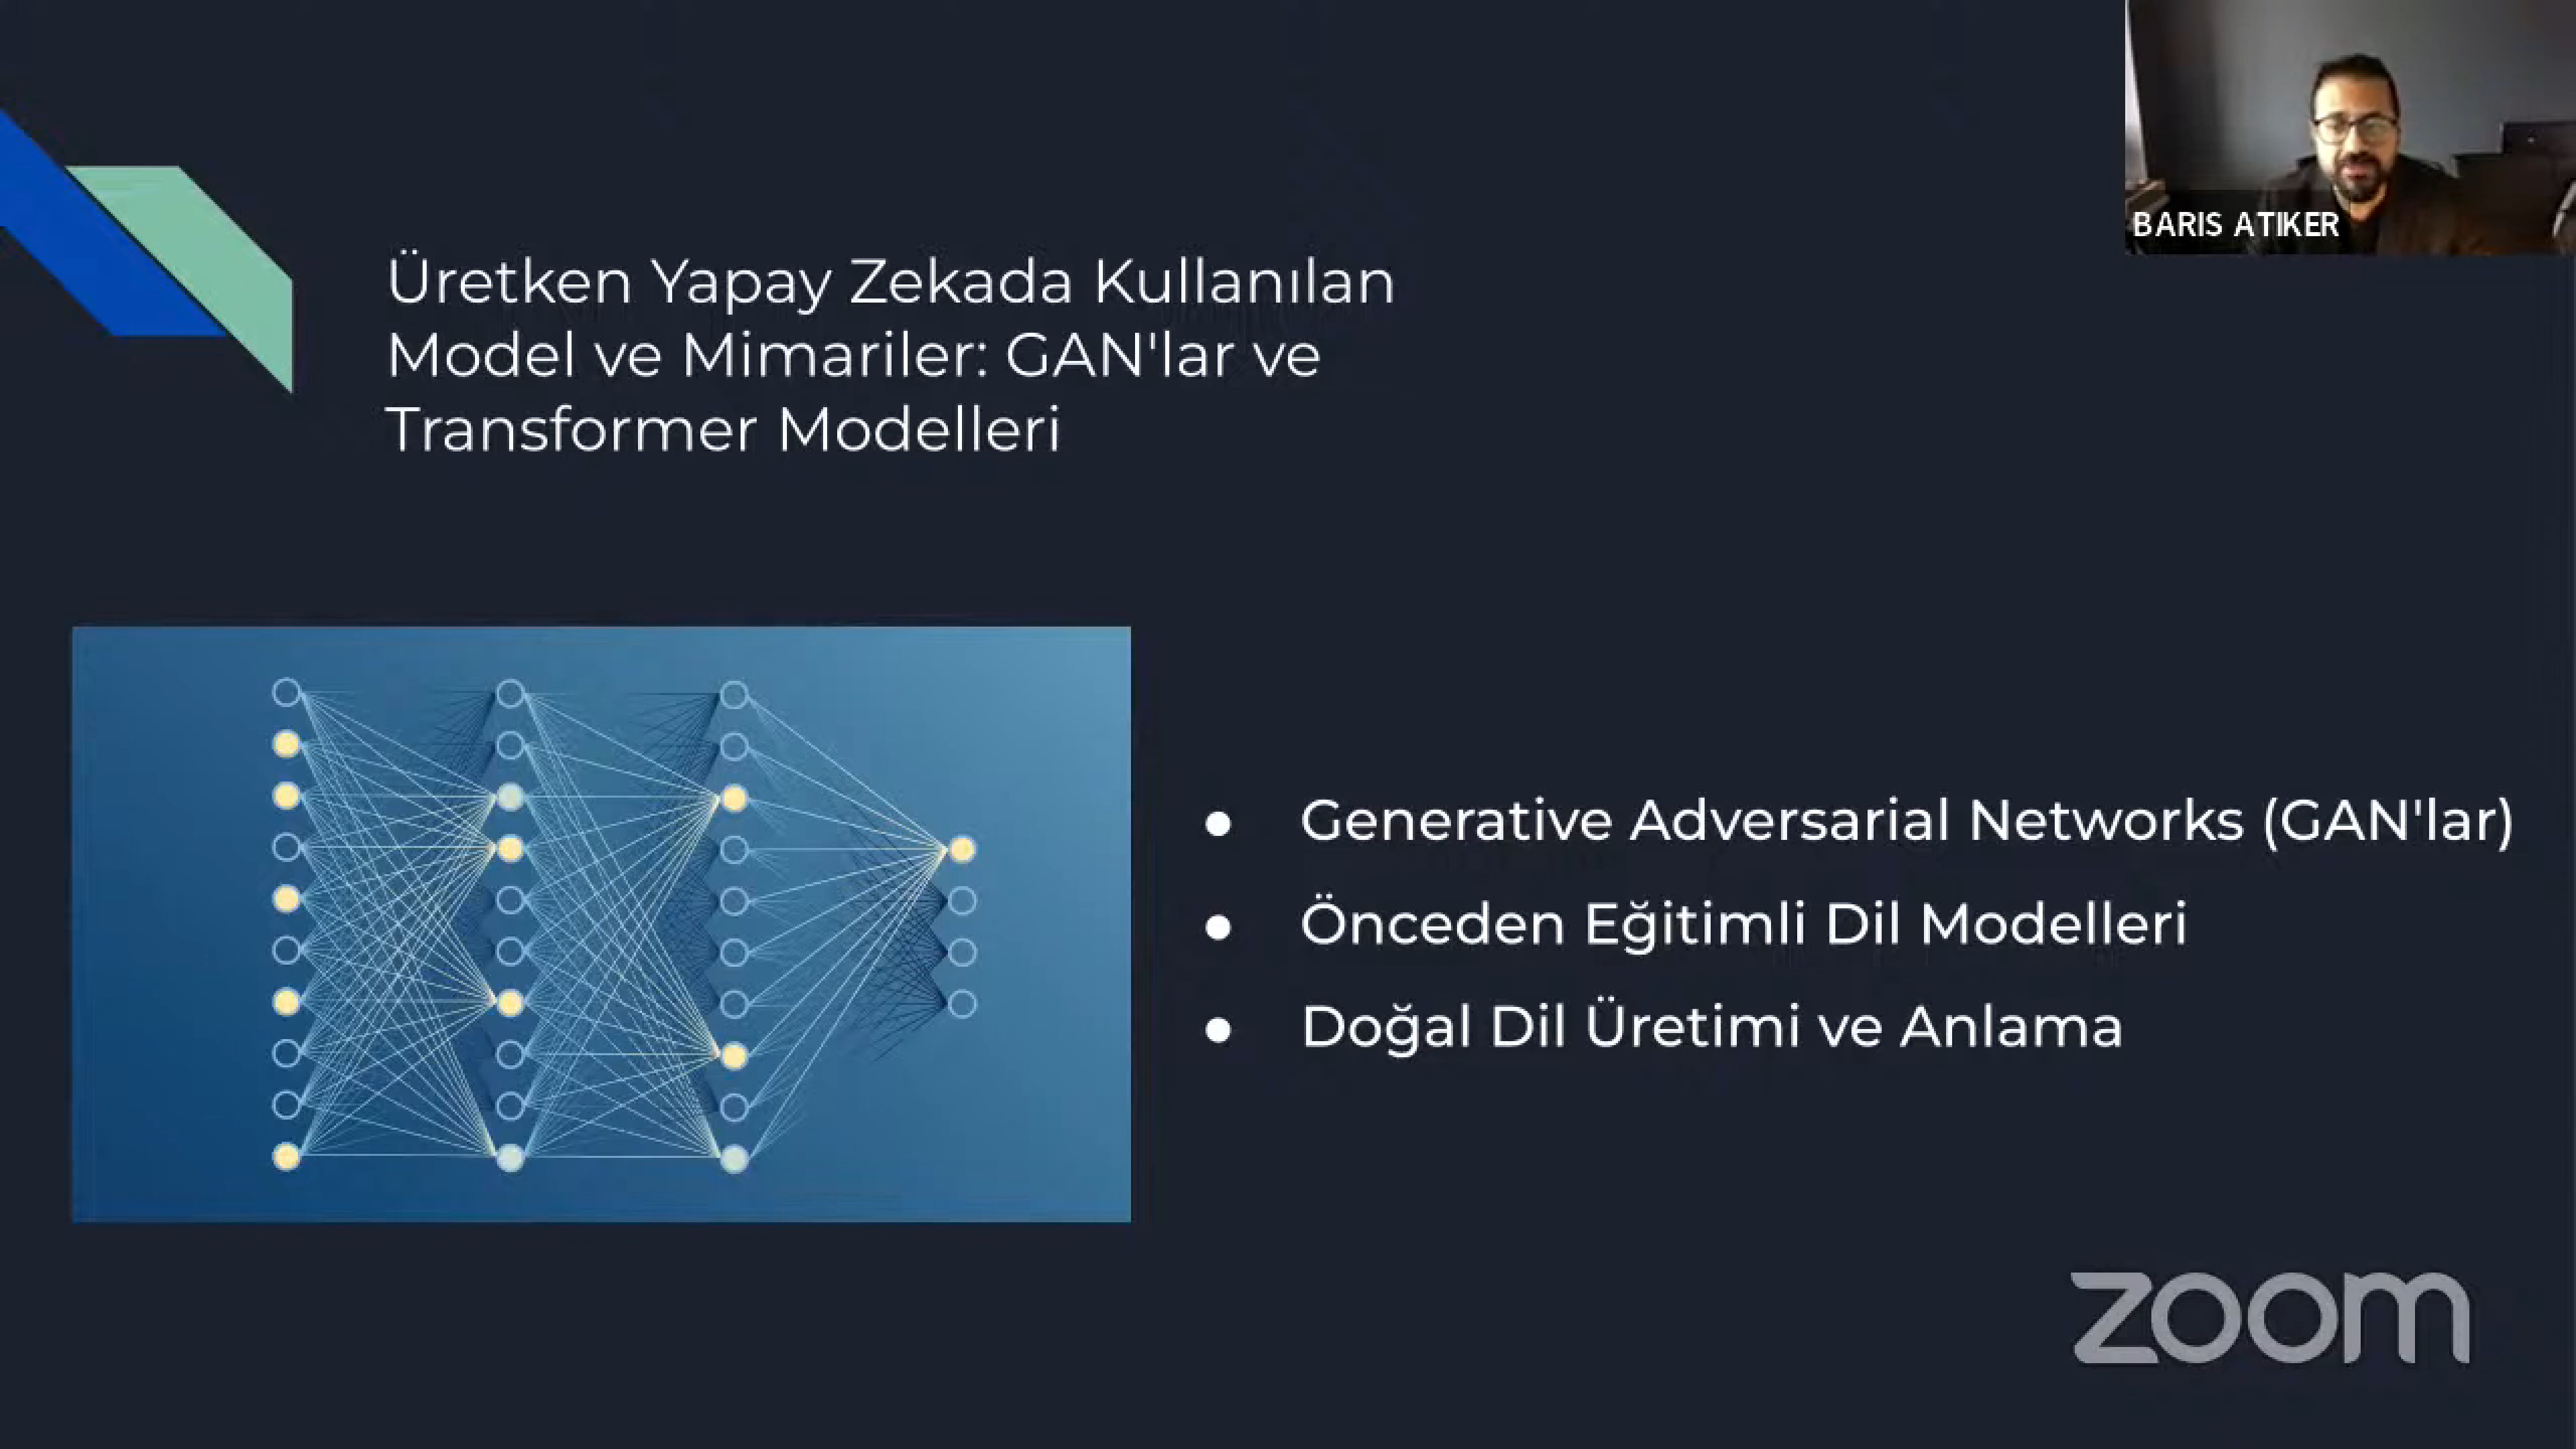 BARIS ATIKER
Üretken Yapay Zekada Kullanılan
Model ve Mimariler: GAN'lar ve
Transformer Modelleri
● Generative Adversarial Networks (GAN'lar)
● Önceden Eğitimli Dil Modelleri
● Doğal Dil Üretimi ve Anlama
zoom